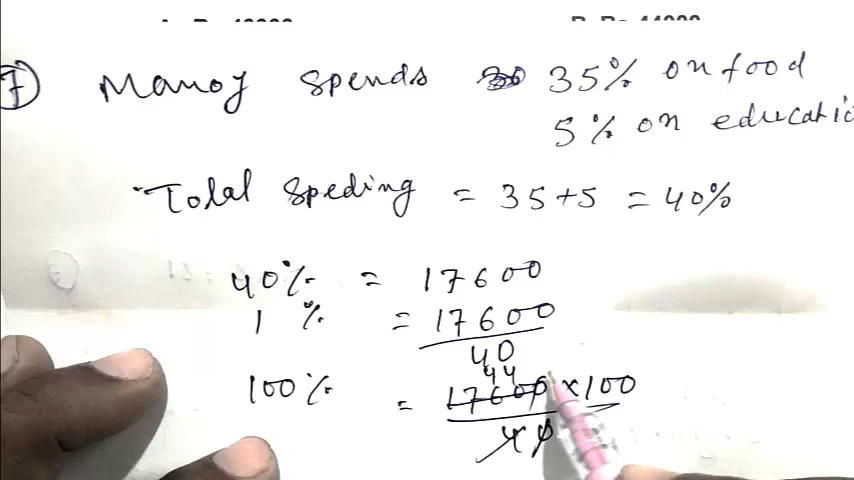 7 Manoj spends 35% on food
5% on educatio
Total speding = 35+5 = 40%
40% = 17600
1 % = 17600
40
44
100% = 17600 ×100
40